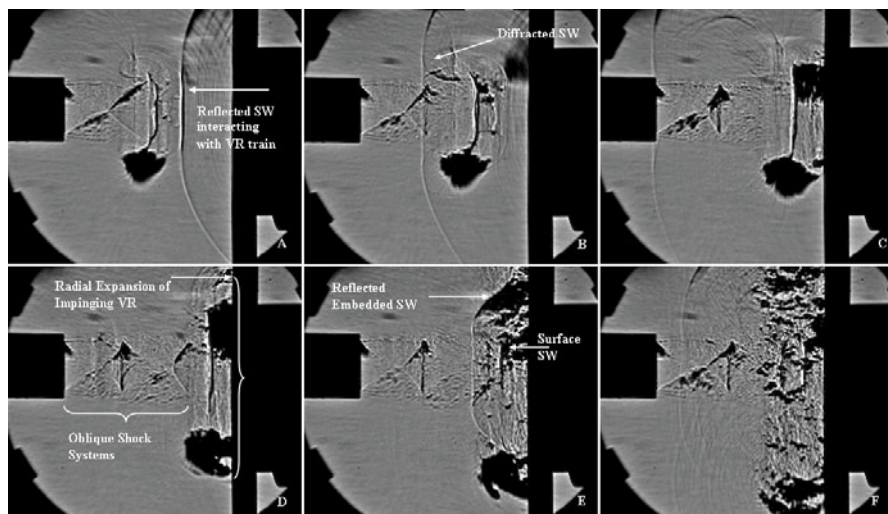 Diffracted SW
Reflected SW
interacting
with VR train
A
B
C
Radial Expansion of
Impinging VR
Reflected
Embedded SW
Surface
SW
Oblique Shock
Systems
D
E
F